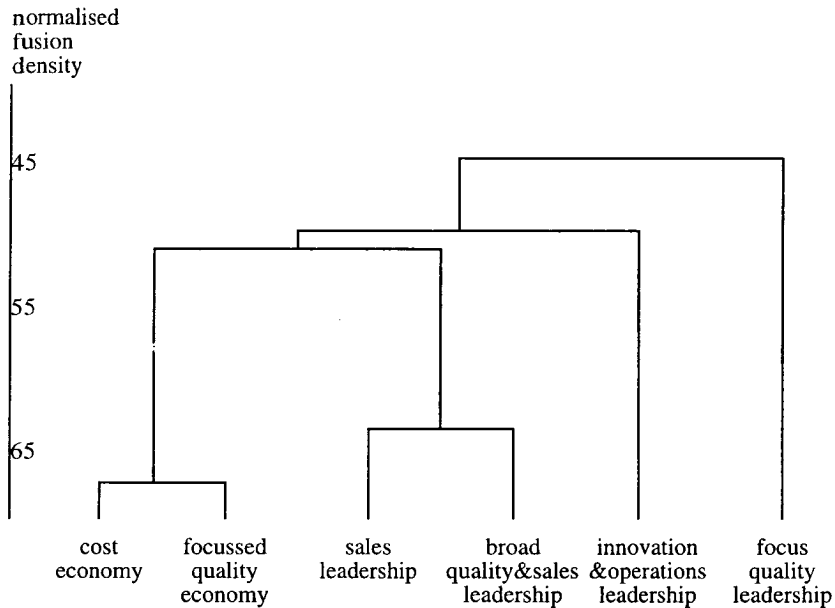 normalised
fusion
density
45
55
65
cost
economy
focussed
quality
economy
sales
leadership
broad
quality&sales
leadership
innovation
&operations
leadership
focus
quality
leadership